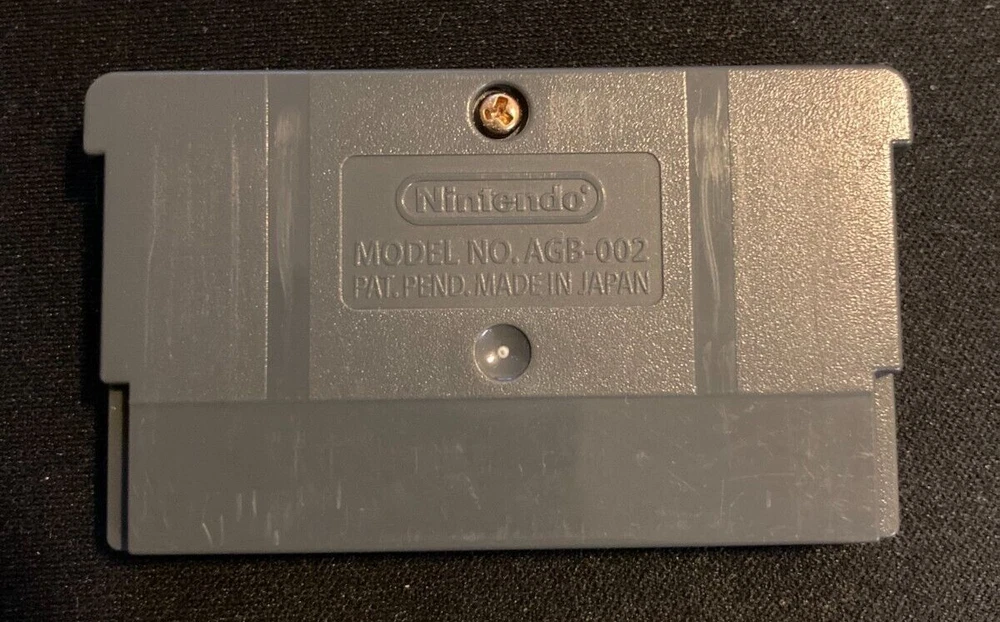 Nintendo®
MODEL NO. AGB-002
PAT. PEND. MADE IN JAPAN